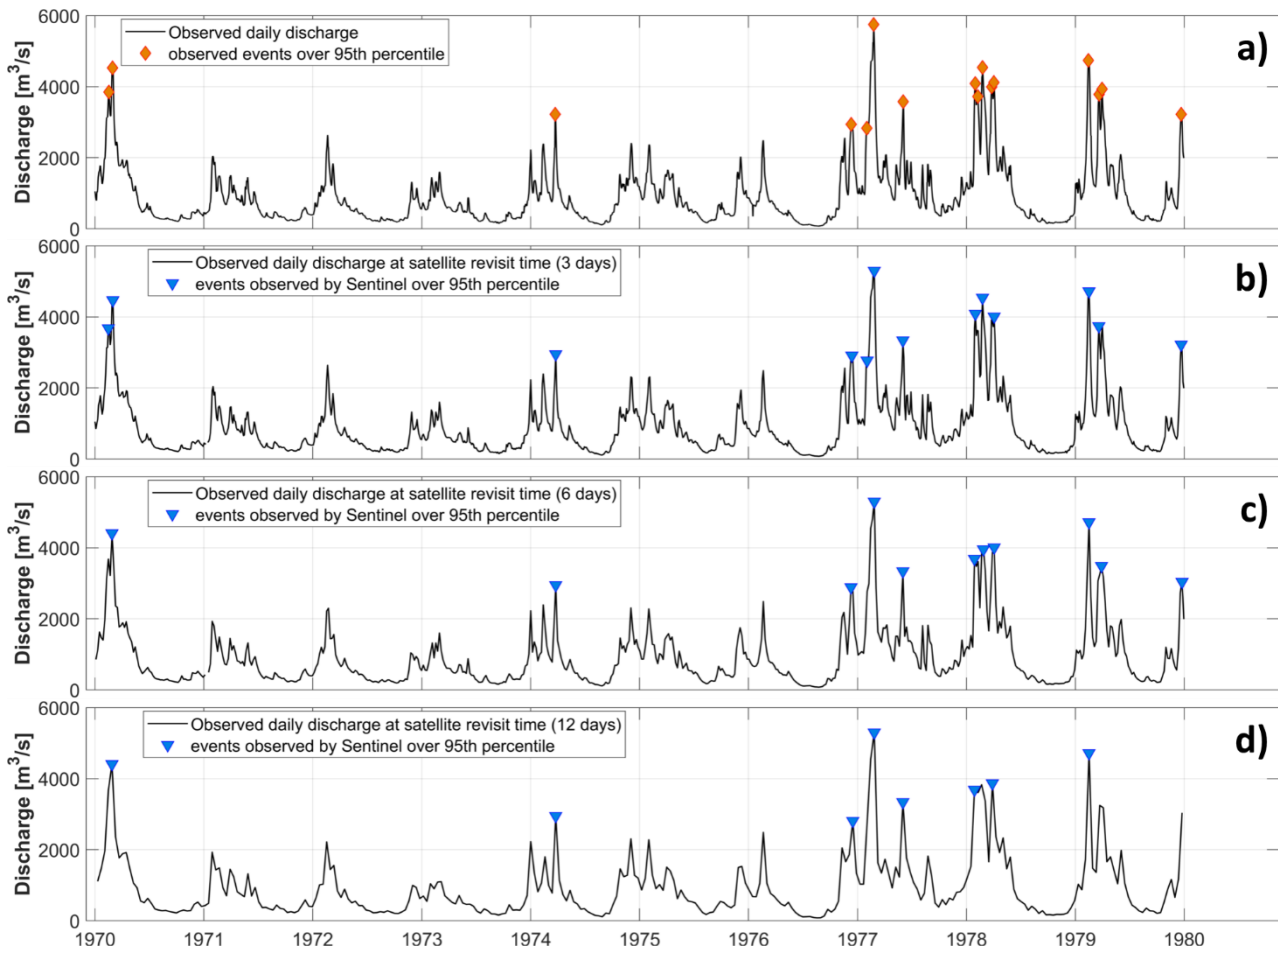 6000
4000
2000
0
Discharge [m³/s]
Observed daily discharge
observed events over 95th percentile
a)
6000
4000
2000
0
Discharge [m³/s]
Observed daily discharge at satellite revisit time (3 days)
events observed by Sentinel over 95th percentile
b)
6000
4000
2000
0
Discharge [m³/s]
Observed daily discharge at satellite revisit time (6 days)
events observed by Sentinel over 95th percentile
c)
6000
4000
2000
0
Discharge [m³/s]
Observed daily discharge at satellite revisit time (12 days)
events observed by Sentinel over 95th percentile
d)
1970 1971 1972 1973 1974 1975 1976 1977 1978 1979 1980